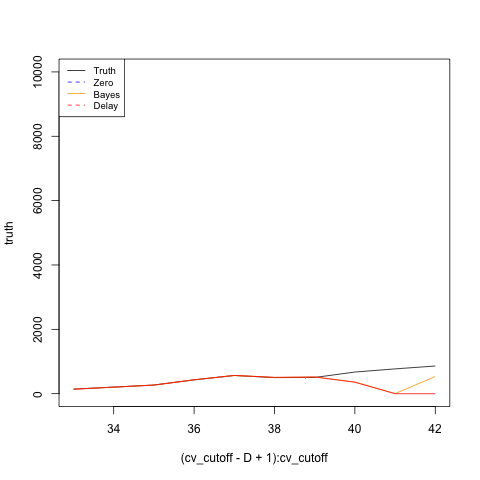 10000
8000
6000
4000
2000
0
truth
Truth
Zero
Bayes
Delay
34 36 38 40 42
(cv_cutoff - D + 1):cv_cutoff